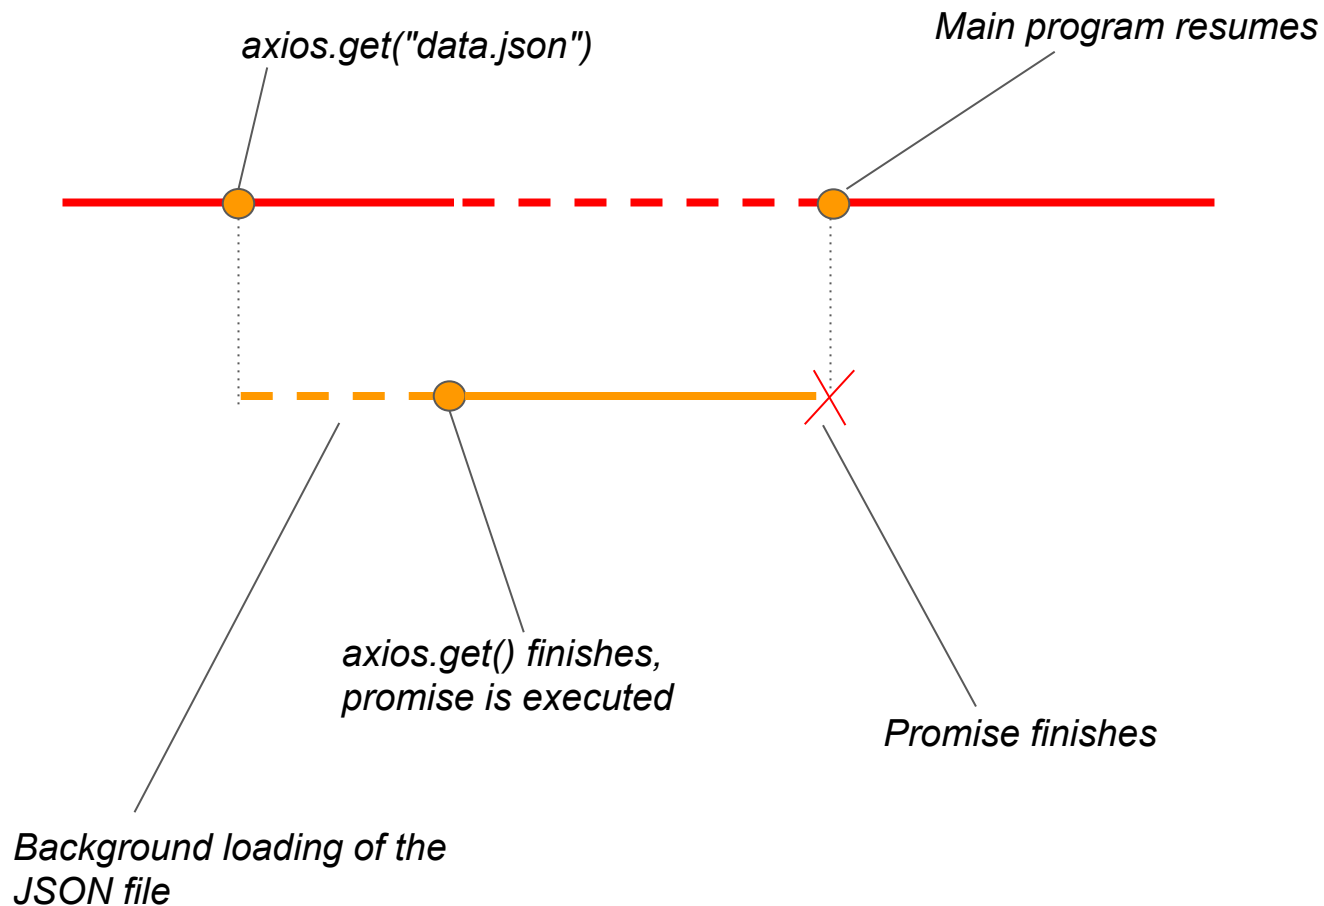 axios.get("data.json")
Main program resumes
axios.get() finishes,
promise is executed
Promise finishes
Background loading of the
JSON file